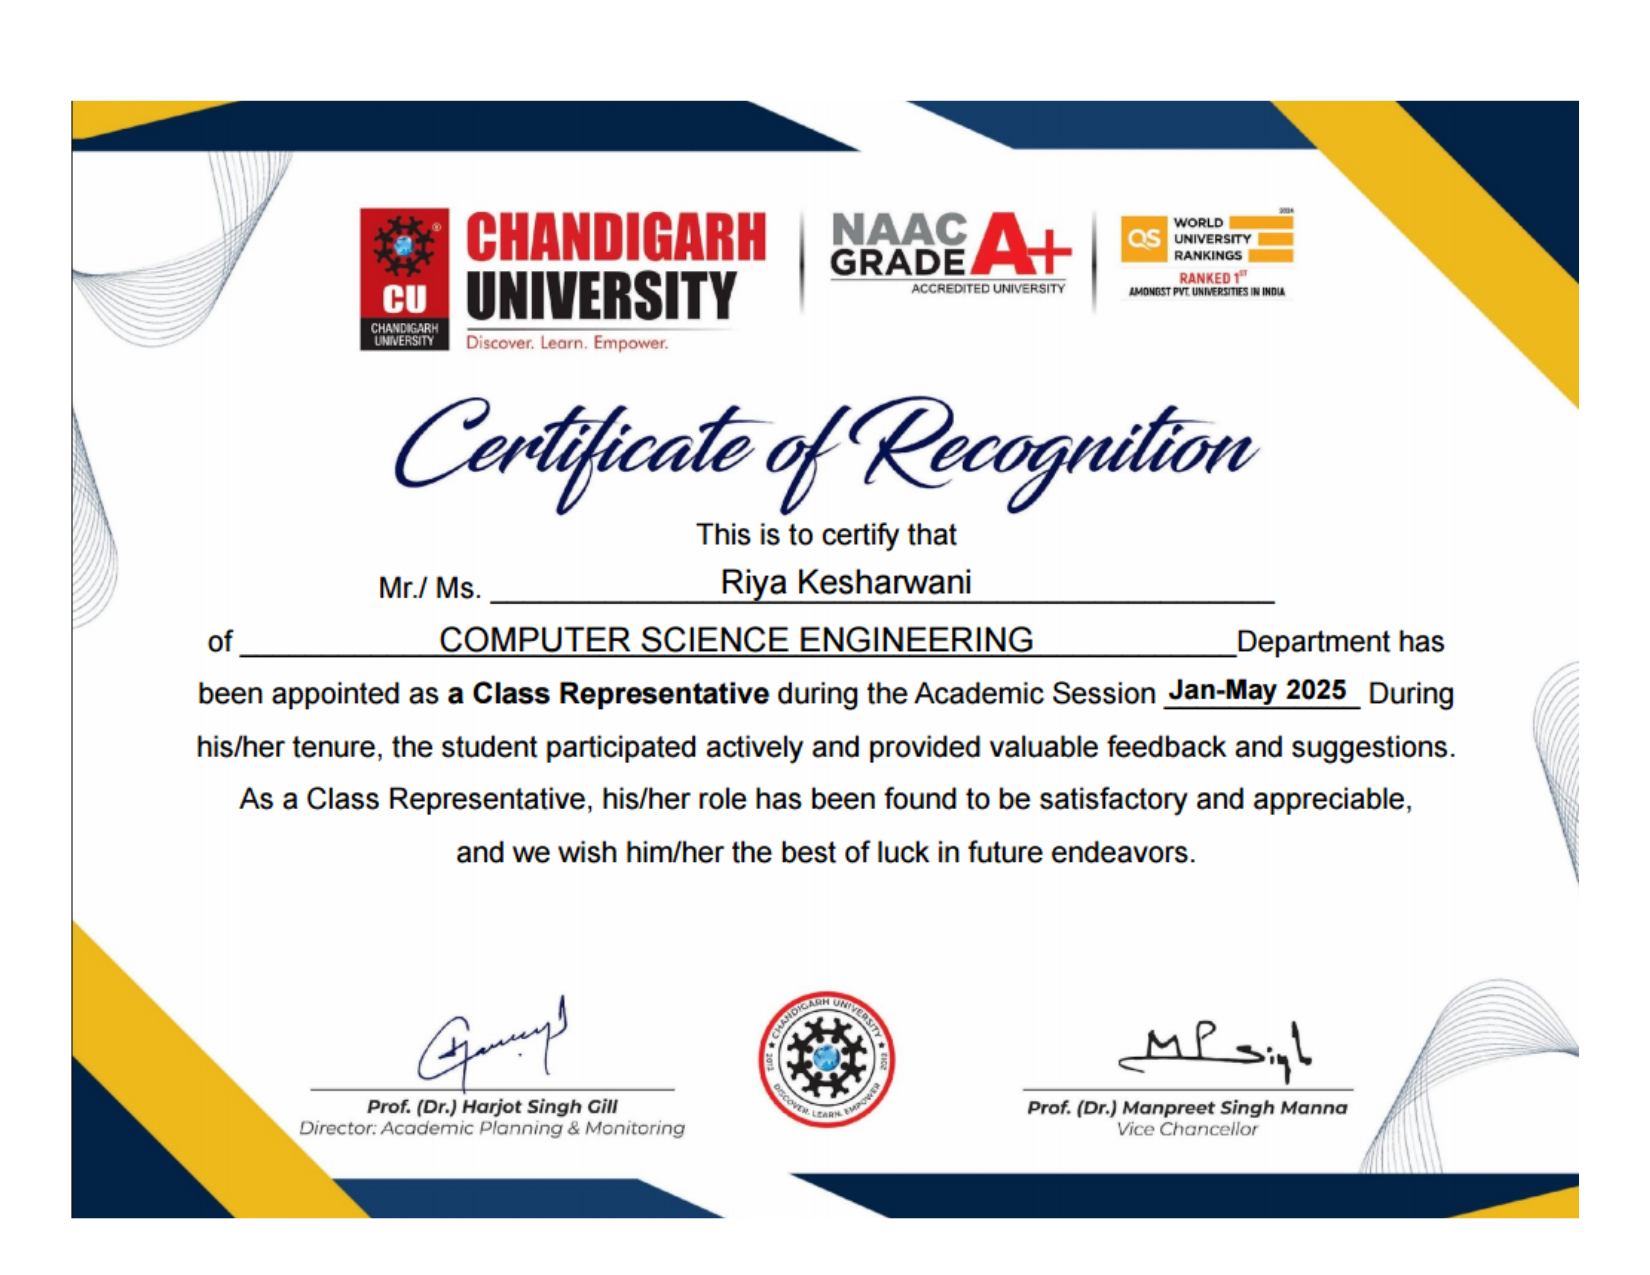 CHANDIGARH
UNIVERSITY
Discover. Learn. Empower.
CU
CHANDIGARH
UNIVERSITY
®
NAAC
GRADE A+
ACCREDITED UNIVERSITY
2024
QS WORLD
UNIVERSITY
RANKINGS
RANKED 1ST
AMONGST PVT. UNIVERSITIES IN INDIA
Certificate of Recognition
This is to certify that
Mr./ Ms. Riya Kesharwani
of COMPUTER SCIENCE ENGINEERING Department has
been appointed as a Class Representative during the Academic Session Jan-May 2025 During
his/her tenure, the student participated actively and provided valuable feedback and suggestions.
As a Class Representative, his/her role has been found to be satisfactory and appreciable,
and we wish him/her the best of luck in future endeavors.
MP Singh
Prof. (Dr.) Harjot Singh Gill
Director: Academic Planning & Monitoring
CHANDIGARH UNIVERSITY
2012
DISCOVER. LEARN. EMPOWER
Prof. (Dr.) Manpreet Singh Manna
Vice Chancellor